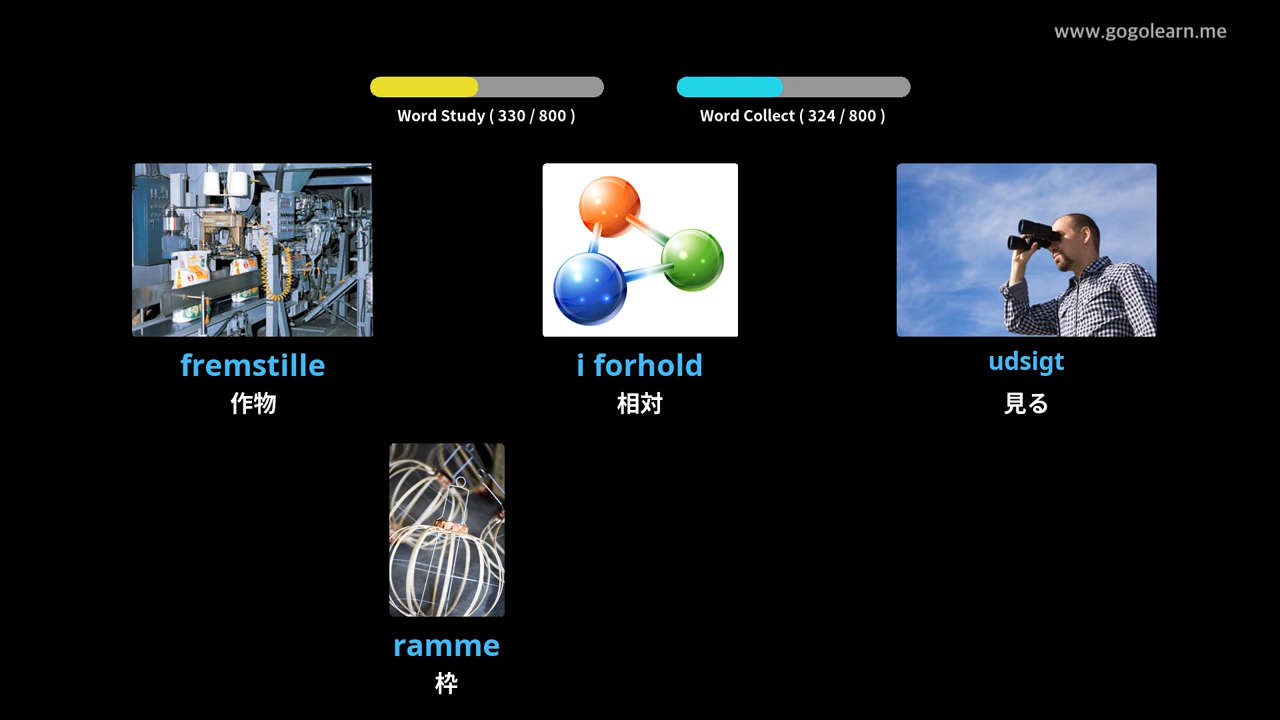 www.gogolearn.me
Word Study ( 330 / 800 )
Word Collect ( 324 / 800 )
fremstille
作物
i forhold
相対
udsigt
見る
ramme
枠